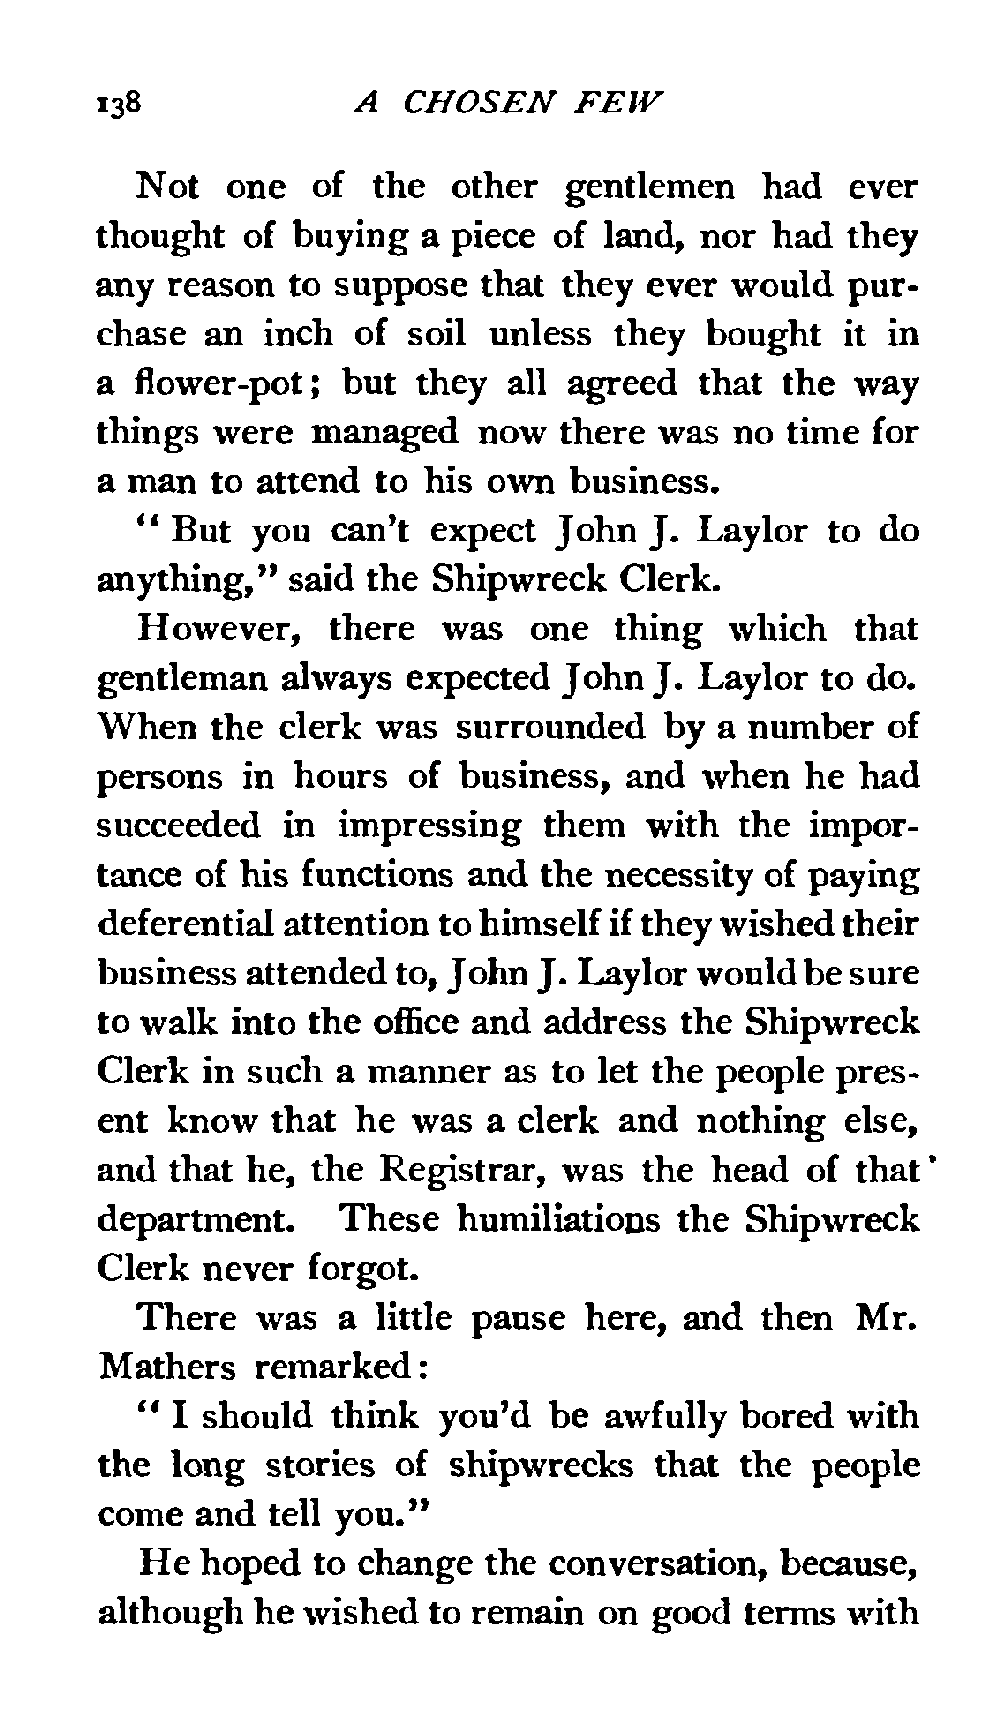 138 A CHOSEN FEW
Not one of the other gentlemen had ever
thought of buying a piece of land, nor had they
any reason to suppose that they ever would pur-
chase an inch of soil unless they bought it in
a flower-pot; but they all agreed that the way
things were managed now there was no time for
a man to attend to his own business.
“ But you can’t expect John J. Laylor to do
anything,” said the Shipwreck Clerk.
However, there was one thing which that
gentleman always expected John J. Laylor to do.
When the clerk was surrounded by a number of
persons in hours of business, and when he had
succeeded in impressing them with the impor-
tance of his functions and the necessity of paying
deferential attention to himself if they wished their
business attended to, John J. Laylor would be sure
to walk into the office and address the Shipwreck
Clerk in such a manner as to let the people pres-
ent know that he was a clerk and nothing else,
and that he, the Registrar, was the head of that
department. These humiliations the Shipwreck
Clerk never forgot.
There was a little pause here, and then Mr.
Mathers remarked:
“ I should think you’d be awfully bored with
the long stories of shipwrecks that the people
come and tell you.”
He hoped to change the conversation, because,
although he wished to remain on good terms with